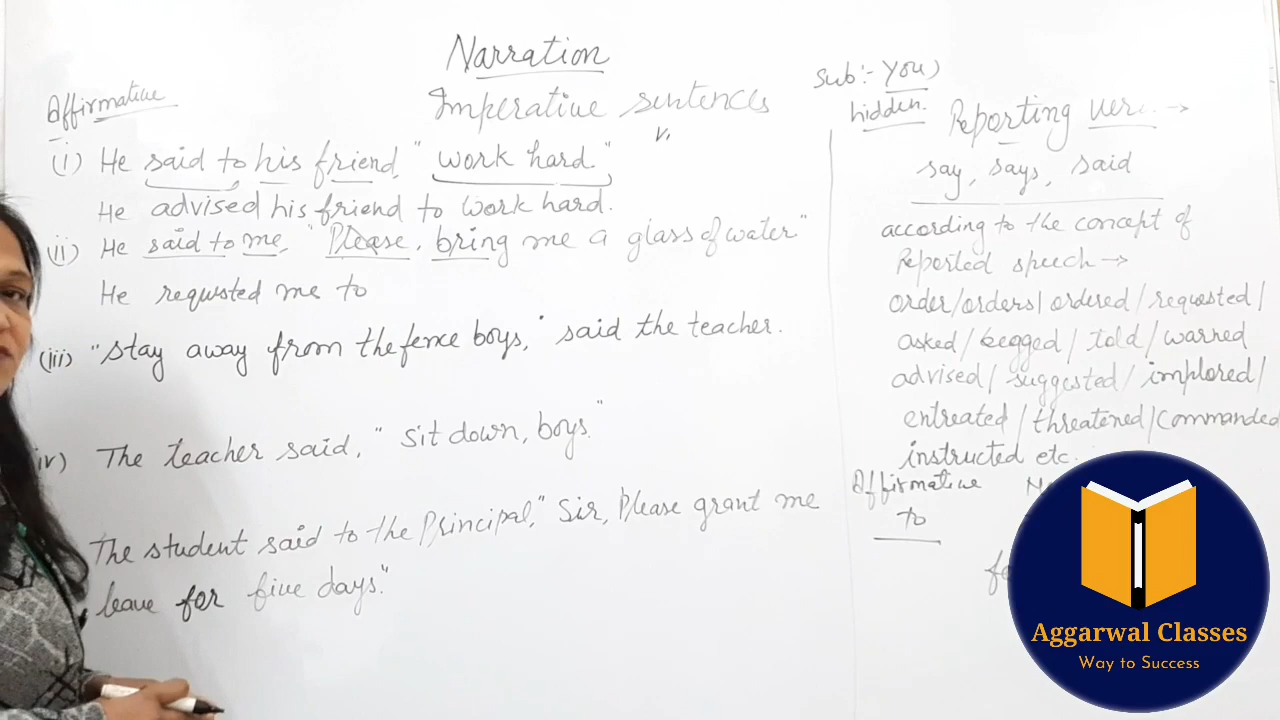 Narration
Imperative sentences
v.
Affirmative
(i) He said to his friend, "work hard."
He advised his friend to work hard.
(ii) He said to me, "Please, bring me a glass of water."
He requested me to
(iii) "Stay away from the fence boys," said the teacher.
iv) The teacher said, "Sit down, boys."
The student said to the Principal, "Sir, Please grant me
leave for five days."
Sub:- You)
hidden.
Reporting →
say, says, said
according to the concept of
Reported speech →
order/orders/ordered/requested/
asked/begged/told/warned
advised/suggested/implored/
entreated/threatened/commanded
instructed etc.
Affirmative
to
Aggarwal Classes
Way to Success